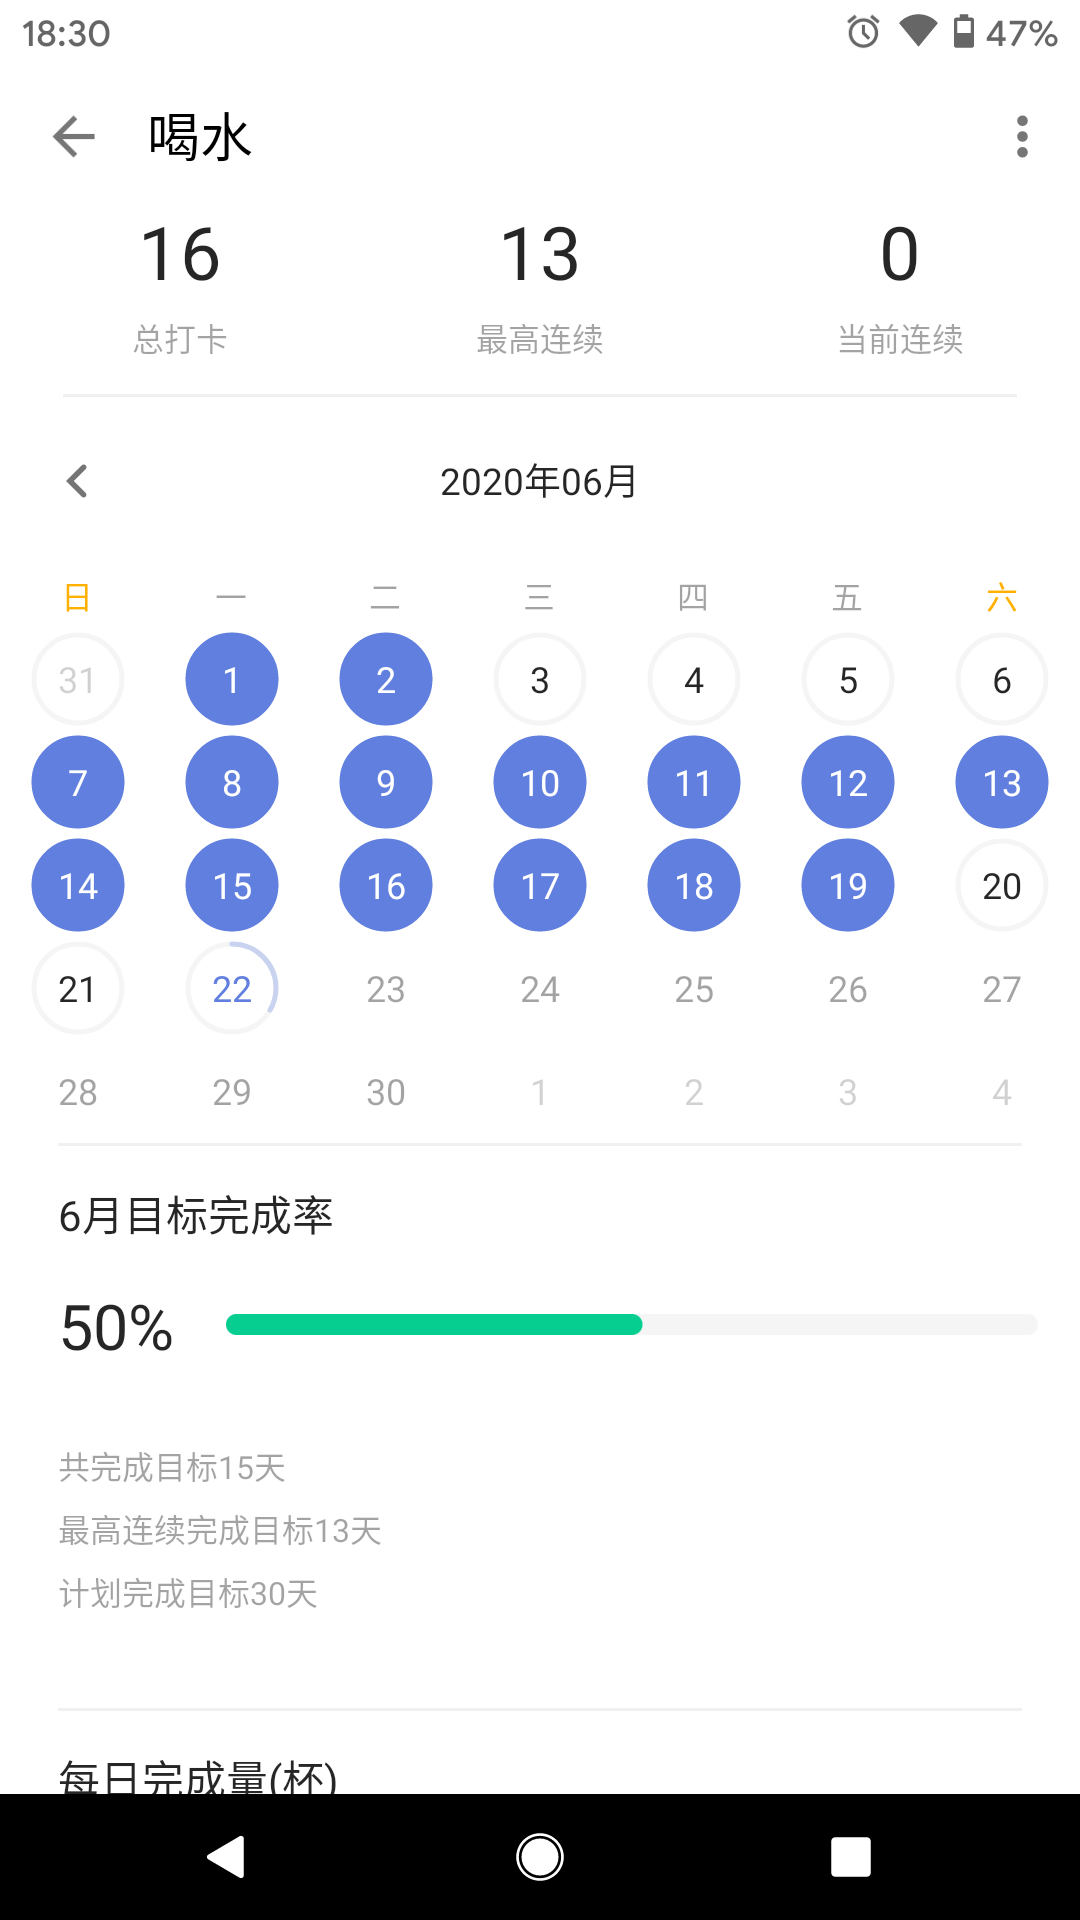 18:30 47%
喝水
16 13 0
总打卡 最高连续 当前连续
2020年06月
日 一 二 三 四 五 六
31 1 2 3 4 5 6
7 8 9 10 11 12 13
14 15 16 17 18 19 20
21 22 23 24 25 26 27
28 29 30 1 2 3 4
6月目标完成率
50%
共完成目标15天
最高连续完成目标13天
计划完成目标30天
每日完成量(杯)